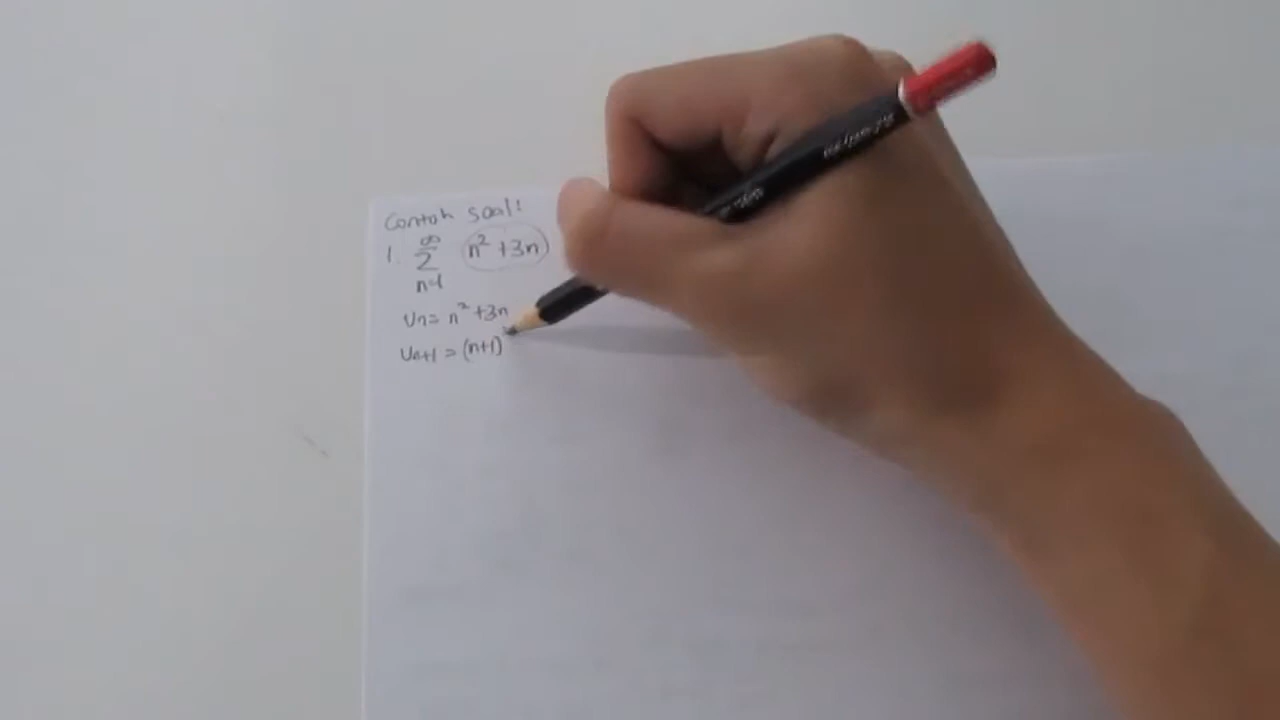 Contoh soal!
1. ∞ Σ n=1 n² + 3n
Un = n² + 3n
Un+1 = (n+1)